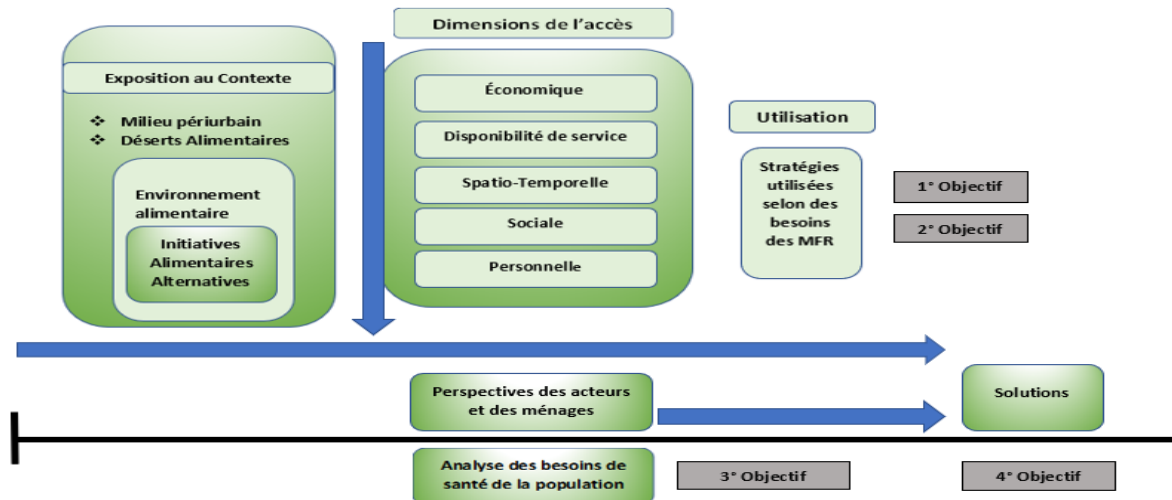 Exposition au Contexte
❖ Milieu périurbain
❖ Déserts Alimentaires
Environnement
alimentaire
Initiatives
Alimentaires
Alternatives
Dimensions de l'accès
Économique
Disponibilité de service
Spatio-Temporelle
Sociale
Personnelle
Utilisation
Stratégies
utilisées
selon des
besoins
des MFR
1° Objectif
2° Objectif
Perspectives des acteurs
et des ménages
Solutions
Analyse des besoins de
santé de la population
3° Objectif
4° Objectif